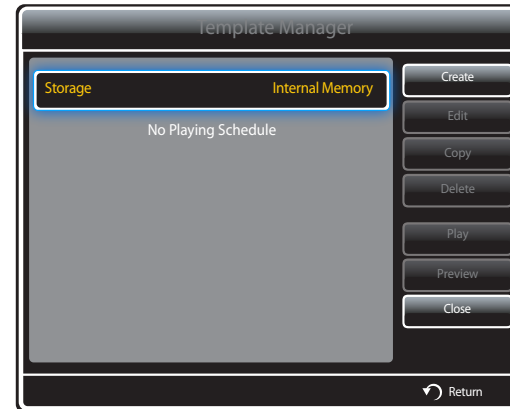 Template Manager
Storage Internal Memory
No Playing Schedule
Create
Edit
Copy
Delete
Play
Preview
Close
Return